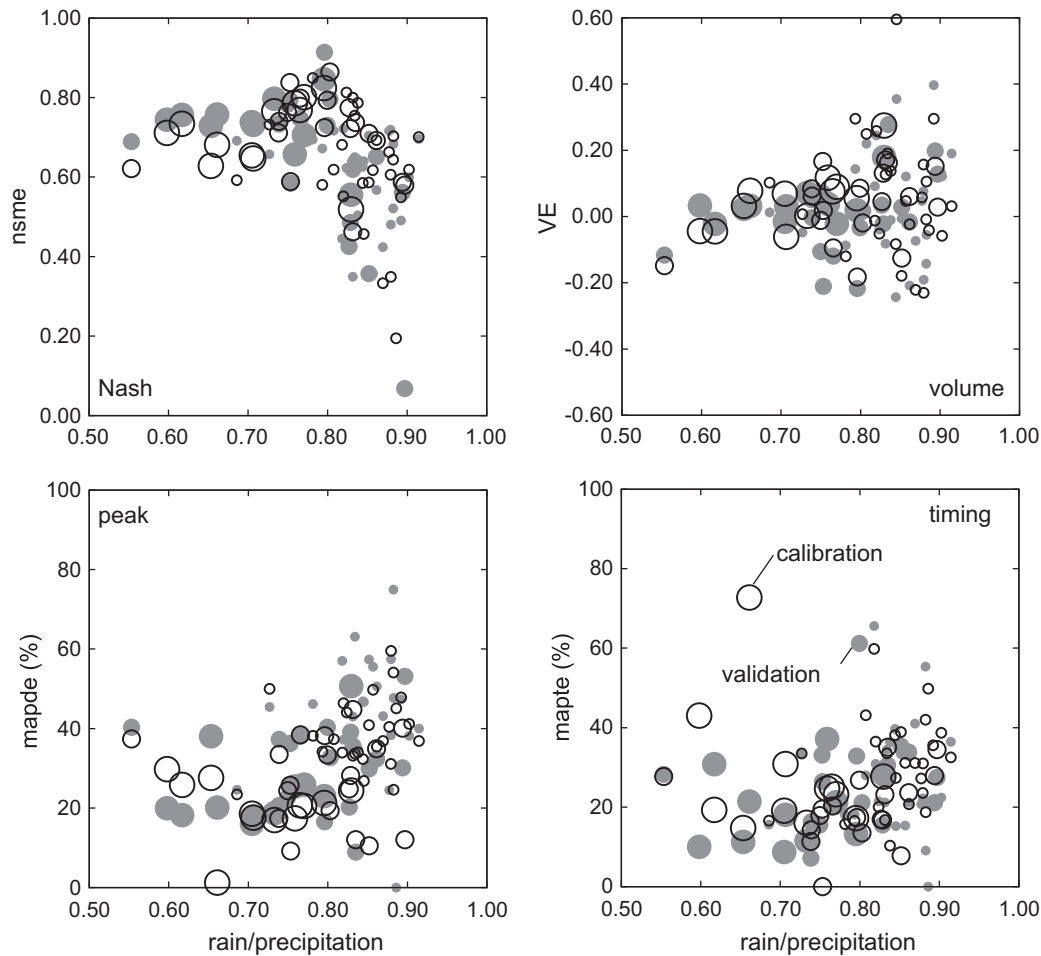 1.00
0.80
0.60
0.40
0.20
0.00
nsme
Nash
0.50 0.60 0.70 0.80 0.90 1.00
0.60
0.40
0.20
0.00
-0.20
-0.40
-0.60
VE
volume
0.50 0.60 0.70 0.80 0.90 1.00
100
80
60
40
20
0
mapde (%)
peak
0.50 0.60 0.70 0.80 0.90 1.00
rain/precipitation
100
80
60
40
20
0
mapte (%)
timing
calibration
validation
0.50 0.60 0.70 0.80 0.90 1.00
rain/precipitation